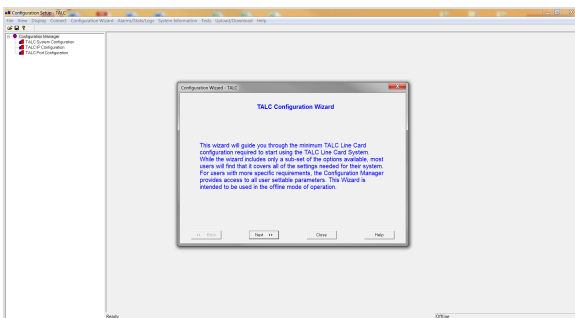 Configuration Setup - TALC
File View Display Connect Configuration Wizard Alarms/Stats/Logs System Information Tests Upload/Download Help
Configuration Manager
TALC System Configuration
TALC IP Configuration
TALC Port Configuration
Configuration Wizard - TALC
TALC Configuration Wizard
This wizard will guide you through the minimum TALC Line Card
configuration required to start using the TALC Line Card System.
While the wizard includes only a sub-set of the options available, most
users will find that it covers all of the settings needed for their system.
For users with more specific requirements, the Configuration Manager
provides access to all user settable parameters. This Wizard is
intended to be used in the offline mode of operation.
<< Back Next >> Close Help
Ready Offline